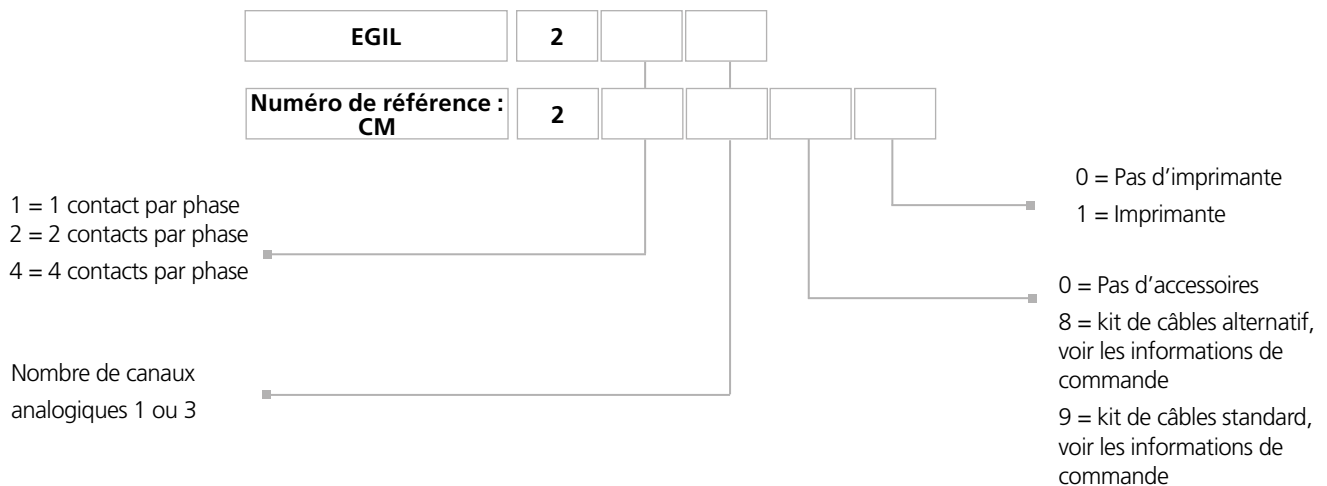 EGIL 2
Numéro de référence :
CM 2
1 = 1 contact par phase
2 = 2 contacts par phase
4 = 4 contacts par phase
Nombre de canaux
analogiques 1 ou 3
0 = Pas d’imprimante
1 = Imprimante
0 = Pas d’accessoires
8 = kit de câbles alternatif,
voir les informations de
commande
9 = kit de câbles standard,
voir les informations de
commande